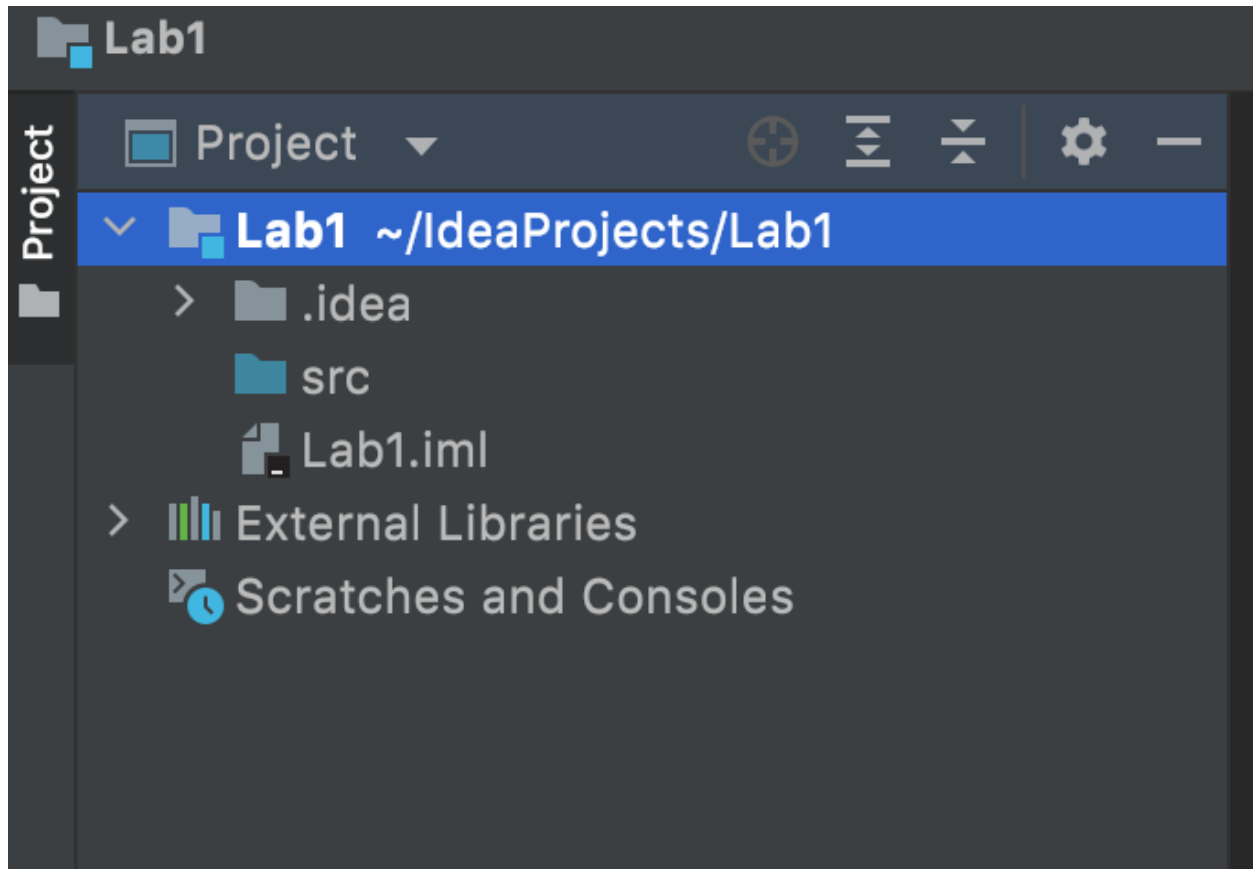 Lab1
Project
Project
Lab1 ~/IdeaProjects/Lab1
.idea
src
Lab1.iml
External Libraries
Scratches and Consoles